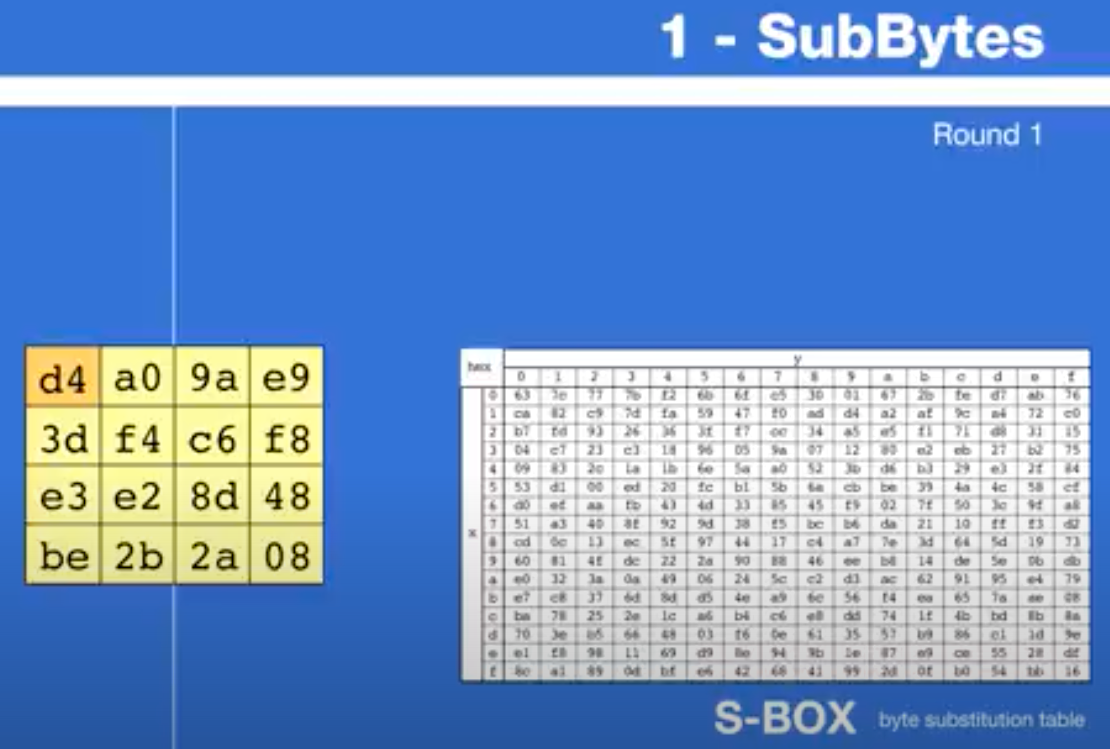 1 - SubBytes
Round 1
d4 a0 9a e9
3d f4 c6 f8
e3 e2 8d 48
be 2b 2a 08
hex
y
0 1 2 3 4 5 6 7 8 9 a b c d e f
x
0 63 7c 77 7b f2 6b 6f c5 30 01 67 2b fe d7 ab 76
1 ca 82 c9 7d fa 59 47 f0 ad d4 a2 af 9c a4 72 c0
2 b7 fd 93 26 36 3f f7 cc 34 a5 e5 f1 71 d8 31 15
3 04 c7 23 c3 18 96 05 9a 07 12 80 e2 eb 27 b2 75
4 09 83 2c 1a 1b 6e 5a a0 52 3b d6 b3 29 e3 2f 84
5 53 d1 00 ed 20 fc b1 5b 6a cb be 39 4a 4c 58 cf
6 d0 ef aa fb 43 4d 33 85 45 f9 02 7f 50 3c 9f a8
7 51 a3 40 8f 92 9d 38 f5 bc b6 da 21 10 ff f3 d2
8 cd 0c 13 ec 5f 97 44 17 c4 a7 7e 3d 64 5d 19 73
9 60 81 4f dc 22 2a 90 88 46 ee b8 14 de 5e 0b db
a e0 32 3a 0a 49 06 24 5c c2 d3 ac 62 91 95 e4 79
b e7 c8 37 6d 8d d5 4e a9 6c 56 f4 ea 65 7a ae 08
c ba 78 25 2e 1c a6 b4 c6 e8 dd 74 1f 4b bd 8b 8a
d 70 3e b5 66 48 03 f6 0e 61 35 57 b9 86 c1 1d 9e
e e1 f8 98 11 69 d9 8e 94 9b 1e 87 e9 ce 55 28 df
f 8c a1 89 0d bf e6 42 68 41 99 2d 0f b0 54 bb 16
S-BOX byte substitution table